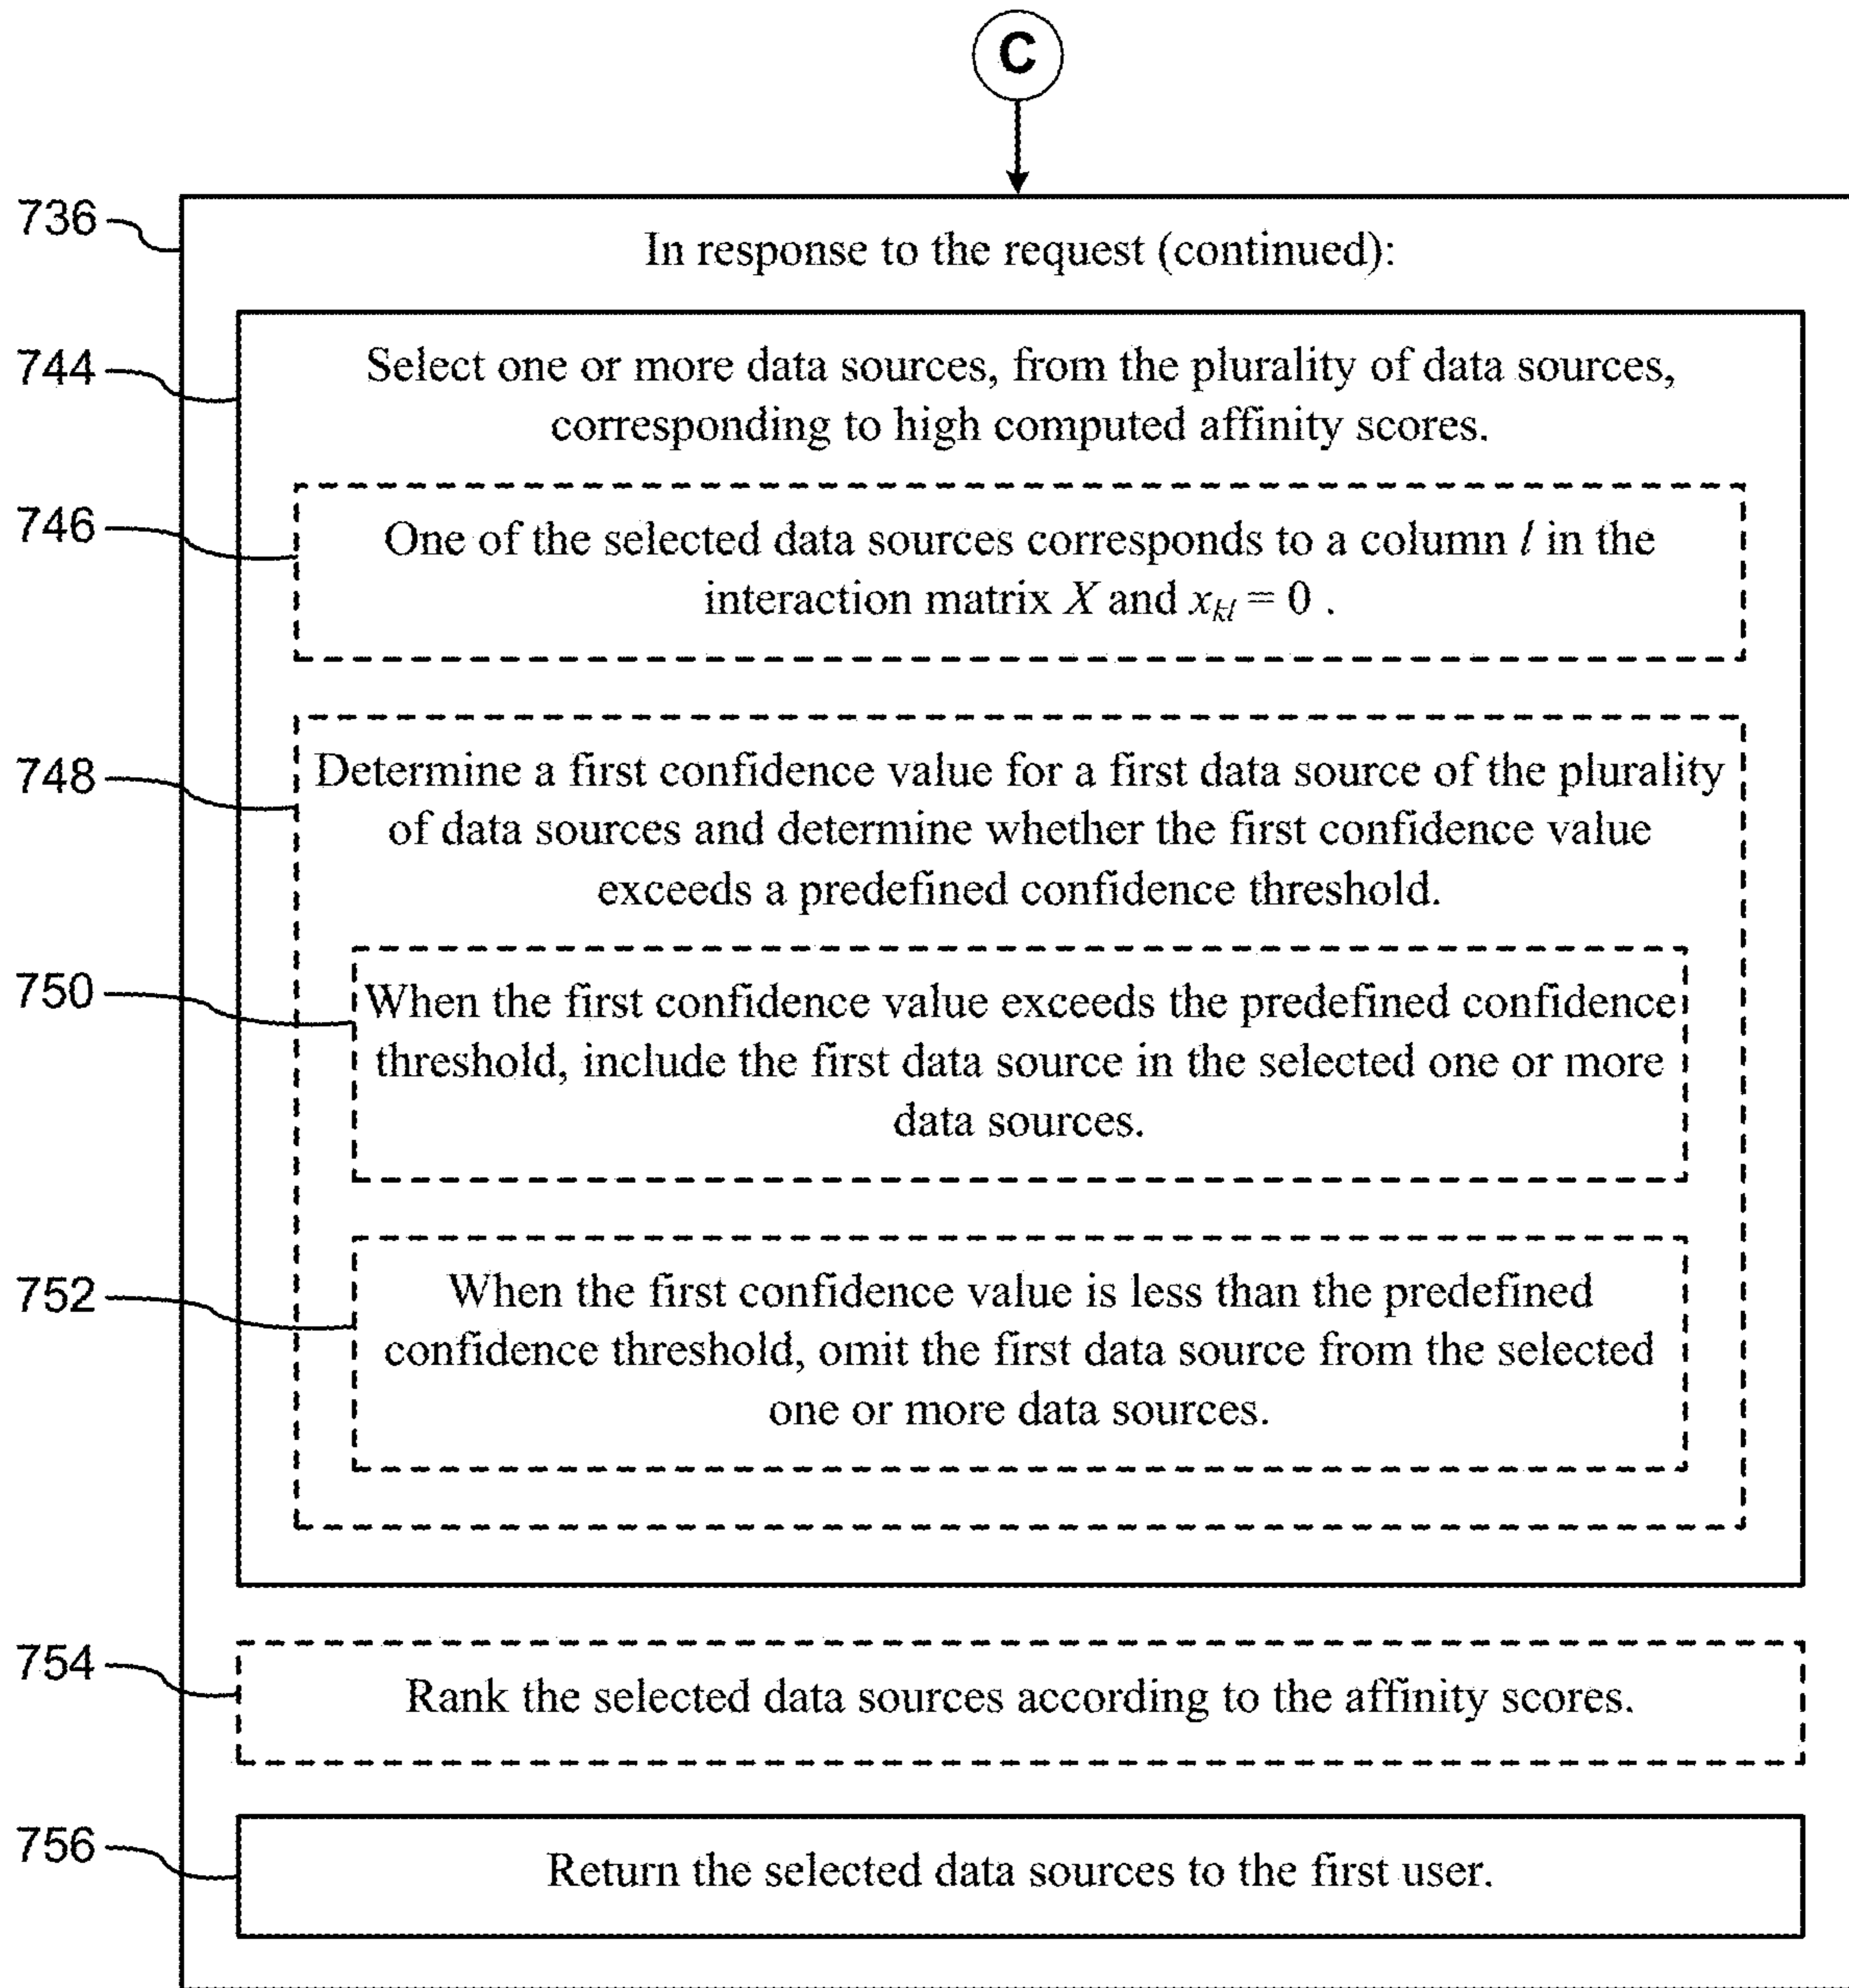 C
736
In response to the request (continued):
744
Select one or more data sources, from the plurality of data sources,
corresponding to high computed affinity scores.
746
One of the selected data sources corresponds to a column l in the
interaction matrix X and xkl = 0 .
748
Determine a first confidence value for a first data source of the plurality
of data sources and determine whether the first confidence value
exceeds a predefined confidence threshold.
750
When the first confidence value exceeds the predefined confidence
threshold, include the first data source in the selected one or more
data sources.
752
When the first confidence value is less than the predefined
confidence threshold, omit the first data source from the selected
one or more data sources.
754
Rank the selected data sources according to the affinity scores.
756
Return the selected data sources to the first user.